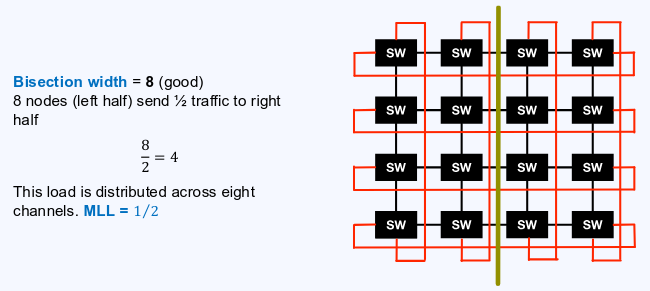 Bisection width = 8 (good)
8 nodes (left half) send ½ traffic to right
half
8
2
= 4
This load is distributed across eight
channels. MLL = 1/2
SW SW SW SW
SW SW SW SW
SW SW SW SW
SW SW SW SW